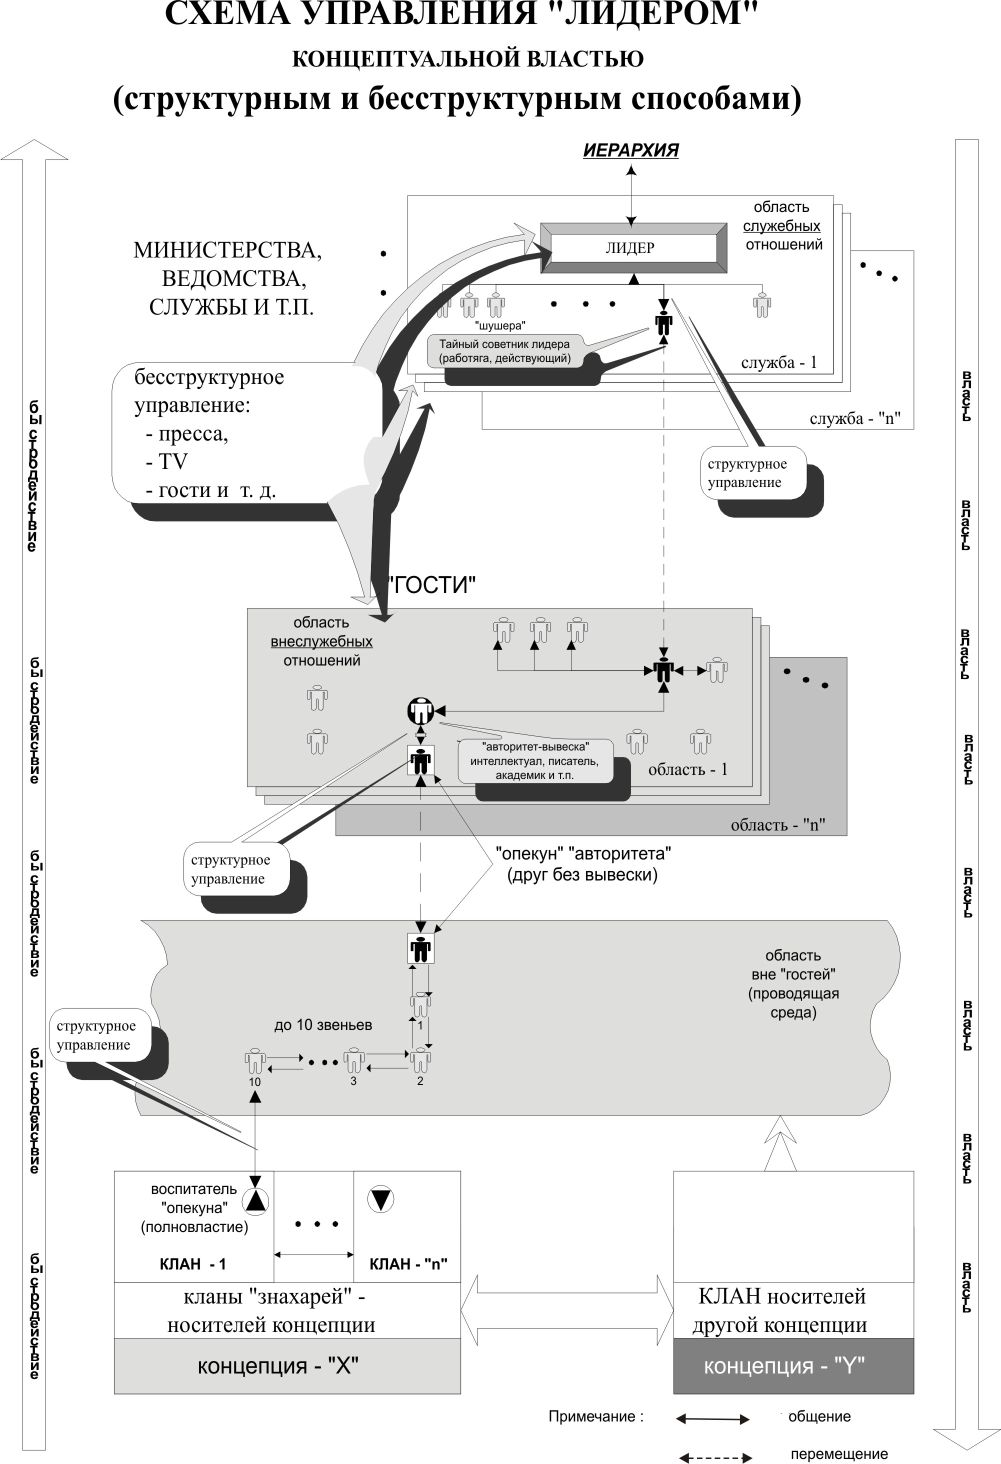 СХЕМА УПРАВЛЕНИЯ "ЛИДЕРОМ"
КОНЦЕПТУАЛЬНОЙ ВЛАСТЬЮ
(структурным и бесструктурным способами)
ИЕРАРХИЯ
область
служебных
отношений
ЛИДЕР
МИНИСТЕРСТВА,
ВЕДОМСТВА,
СЛУЖБЫ И Т.П.
"шушера"
Тайный советник лидера
(работяга, действующий)
служба - 1
служба - "n"
бесструктурное
управление:
- пресса,
- TV
- гости и т. д.
структурное
управление
"ГОСТИ"
область
внеслужебных
отношений
"авторитет-вывеска"
интеллектуал, писатель,
академик и т.п.
область - 1
область - "n"
структурное
управление
"опекун" "авторитета"
(друг без вывески)
область
вне "гостей"
(проводящая
среда)
до 10 звеньев
1
10
3
2
структурное
управление
воспитатель
"опекуна"
(полновластие)
КЛАН - 1
КЛАН - "n"
кланы "знахарей" -
носителей концепции
концепция - "X"
КЛАН носителей
другой концепции
концепция - "Y"
Примечание :
общение
перемещение
быстродействие
быстродействие
быстродействие
быстродействие
быстродействие
власть
власть
власть
власть
власть
власть
власть
власть